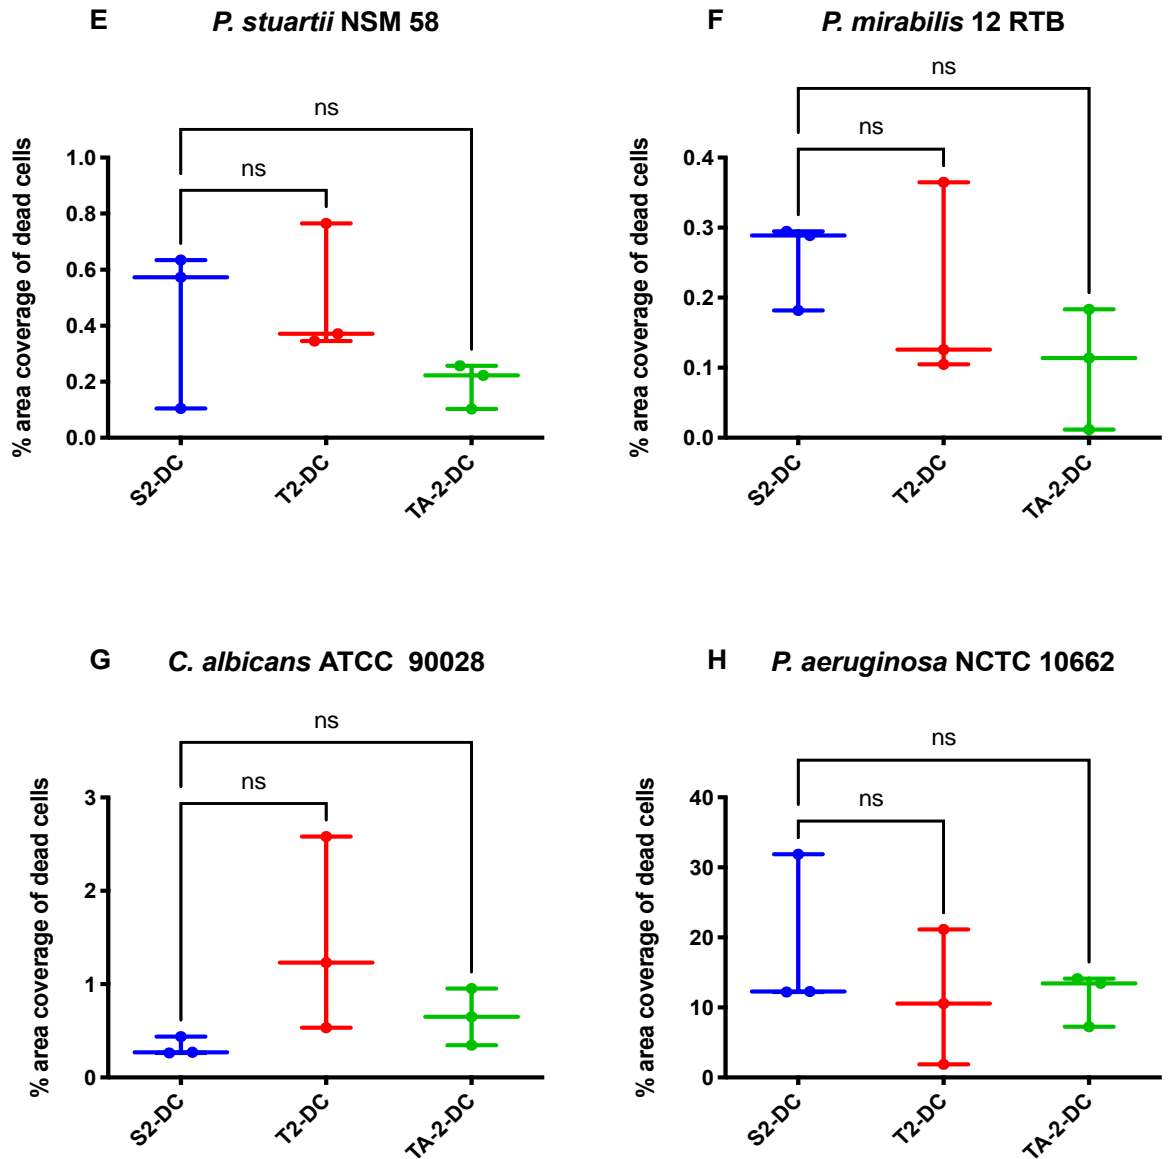 E P. stuartii NSM 58
ns
ns
% area coverage of dead cells
1.0
0.8
0.6
0.4
0.2
0.0
S2-DC
T2-DC
TA-2-DC
F P. mirabilis 12 RTB
ns
ns
% area coverage of dead cells
0.4
0.3
0.2
0.1
0.0
S2-DC
T2-DC
TA-2-DC
G C. albicans ATCC 90028
ns
ns
% area coverage of dead cells
3
2
1
0
S2-DC
T2-DC
TA-2-DC
H P. aeruginosa NCTC 10662
ns
ns
% area coverage of dead cells
40
30
20
10
0
S2-DC
T2-DC
TA-2-DC